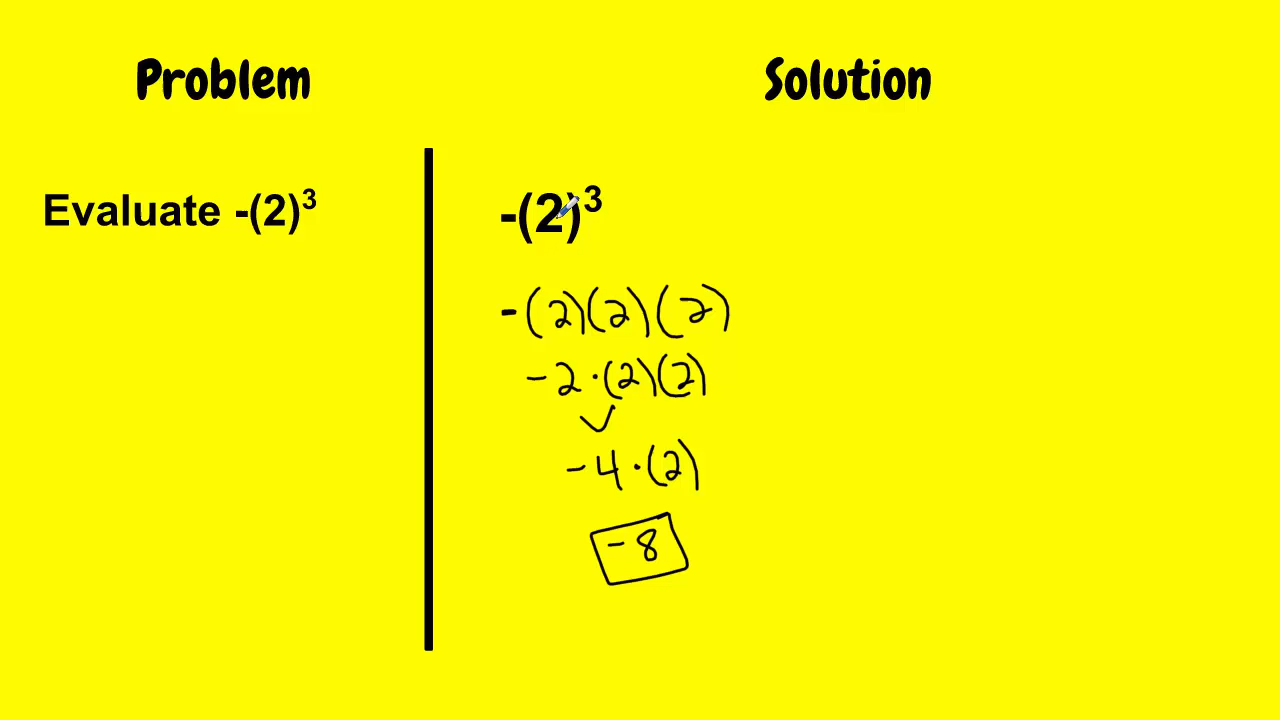 Problem
Solution
Evaluate -(2)³
-(2)³
-(2)(2)(2)
-2·(2)(2)
-4·(2)
-8